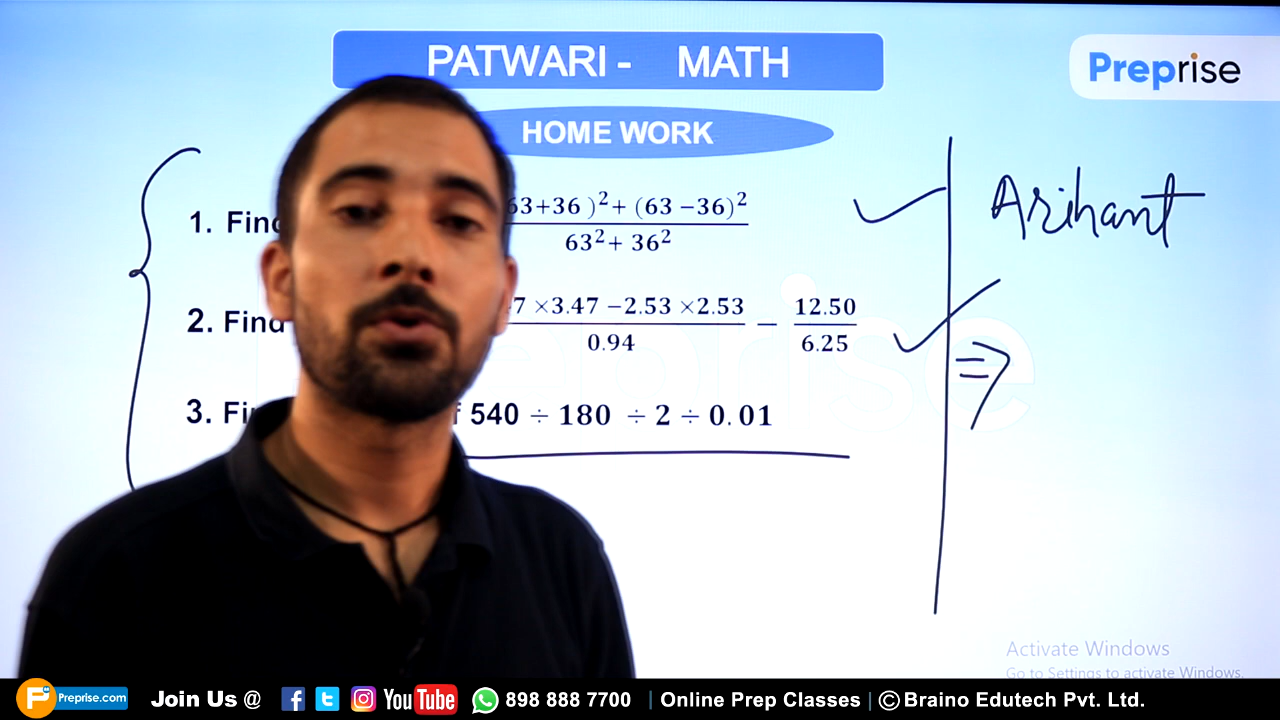 PATWARI - MATH
Preprise
HOME WORK
1. Find 63+36 )²+ (63 −36)²
63²+ 36²
Arihant
2. Find 7 ×3.47 −2.53 ×2.53 − 12.50
0.94 6.25
⇒
3. 540 ÷ 180 ÷ 2 ÷ 0.01
Activate Windows
Go to Settings to activate Windows.
Preprise.com Join Us @ YouTube 898 888 7700 | Online Prep Classes | © Braino Edutech Pvt. Ltd.